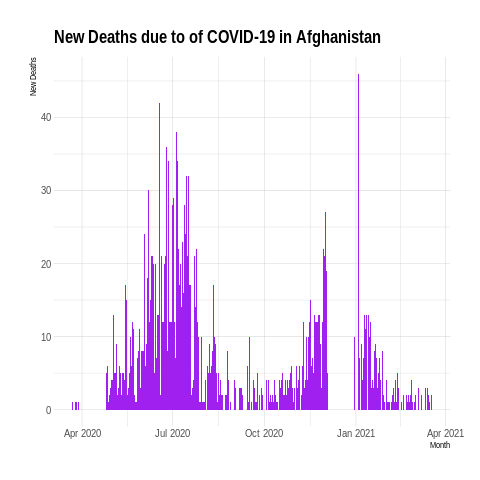 New Deaths due to of COVID-19 in Afghanistan
New Deaths
40
30
20
10
0
Apr 2020 Jul 2020 Oct 2020 Jan 2021 Apr 2021
Month